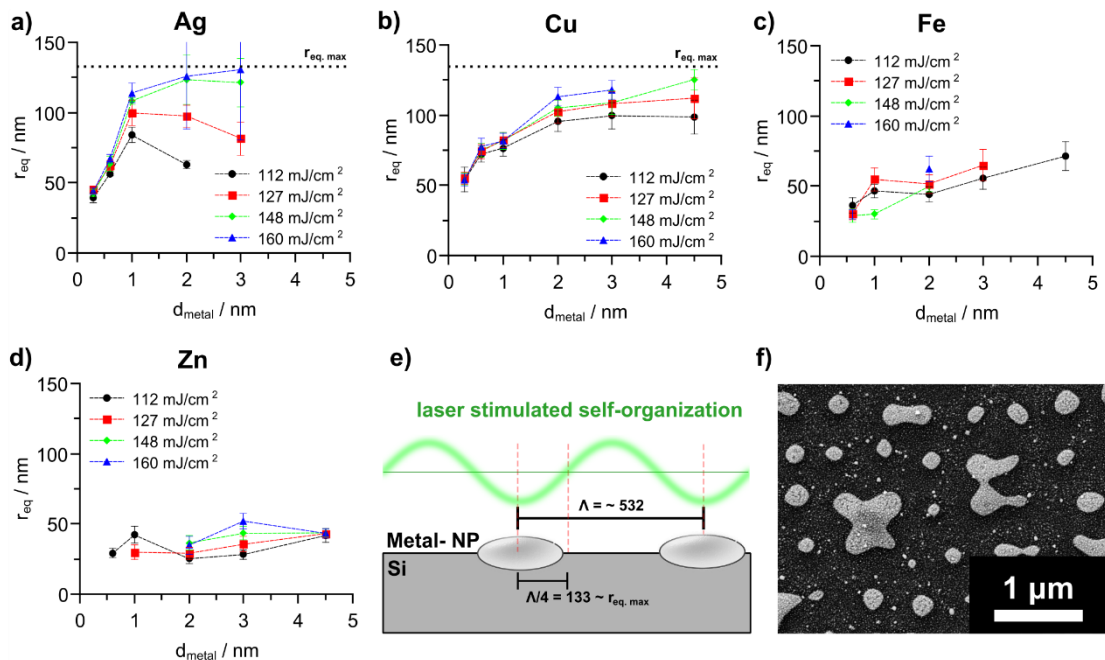 a) Ag
r_eq. max
150
100
50
0
r_eq / nm
112 mJ/cm²
127 mJ/cm²
148 mJ/cm²
160 mJ/cm²
0 1 2 3 4 5
d_metal / nm
b) Cu
r_eq. max
150
100
50
0
r_eq / nm
112 mJ/cm²
127 mJ/cm²
148 mJ/cm²
160 mJ/cm²
0 1 2 3 4 5
d_metal / nm
c) Fe
150
100
50
0
r_eq / nm
112 mJ/cm²
127 mJ/cm²
148 mJ/cm²
160 mJ/cm²
0 1 2 3 4 5
d_metal / nm
d) Zn
150
100
50
0
r_eq / nm
112 mJ/cm²
127 mJ/cm²
148 mJ/cm²
160 mJ/cm²
0 1 2 3 4 5
d_metal / nm
e)
laser stimulated self-organization
Λ = ~ 532
Metal- NP
Si
Λ/4 = 133 ~ r_eq. max
f)
1 µm